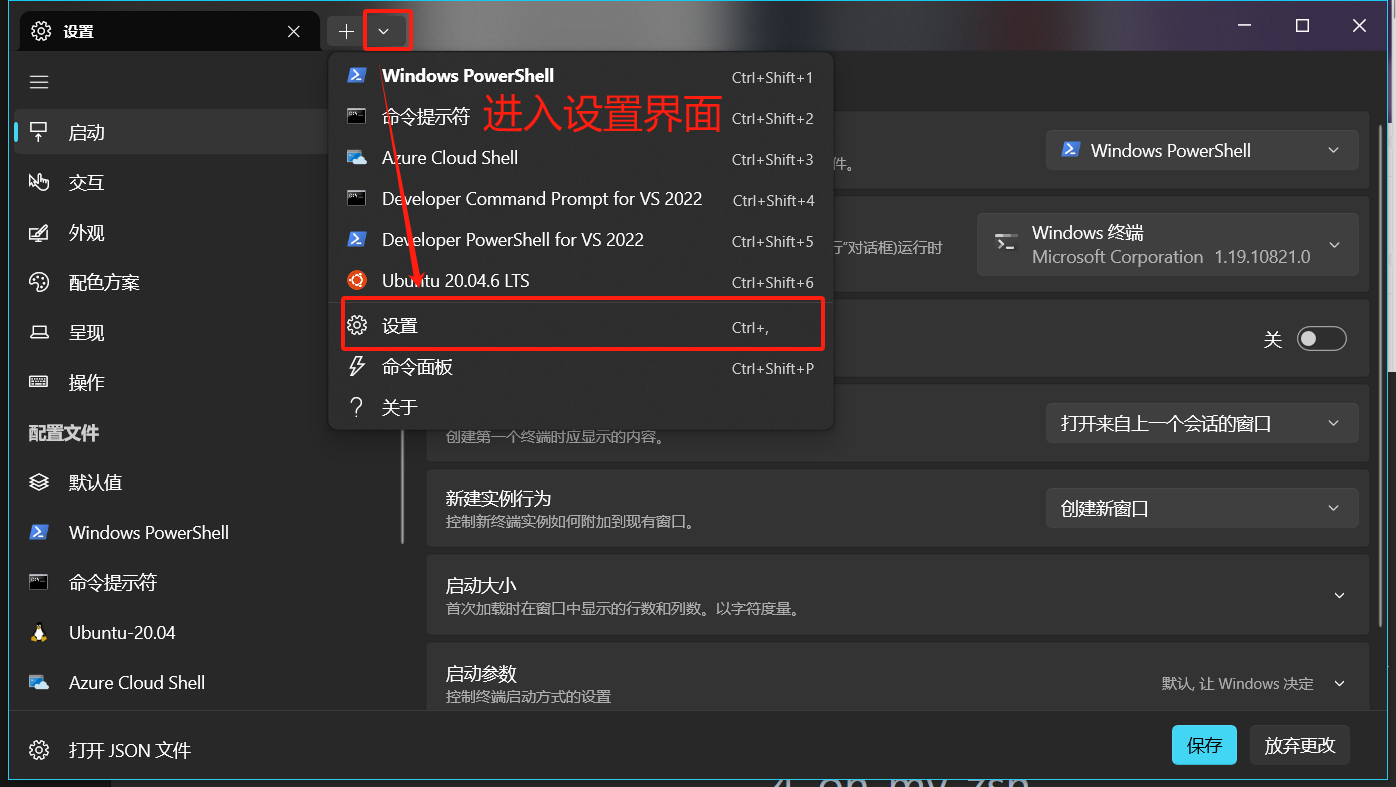 设置
Windows PowerShell Ctrl+Shift+1
命令提示符 Ctrl+Shift+2
进入设置界面
Azure Cloud Shell Ctrl+Shift+3
Developer Command Prompt for VS 2022 Ctrl+Shift+4
Developer PowerShell for VS 2022 Ctrl+Shift+5
Ubuntu 20.04.6 LTS Ctrl+Shift+6
设置 Ctrl+,
命令面板 Ctrl+Shift+P
关于
启动
交互
外观
配色方案
呈现
操作
配置文件
默认值
Windows PowerShell
命令提示符
Ubuntu-20.04
Azure Cloud Shell
打开 JSON 文件
件。
Windows PowerShell
行”对话框)运行时
Windows 终端
Microsoft Corporation 1.19.10821.0
关
创建第一个终端时应显示的内容。
打开来自上一个会话的窗口
新建实例行为
控制新终端实例如何附加到现有窗口。
创建新窗口
启动大小
首次加载时在窗口中显示的行数和列数。以字符度量。
启动参数
控制终端启动方式的设置
默认, 让 Windows 决定
保存
放弃更改